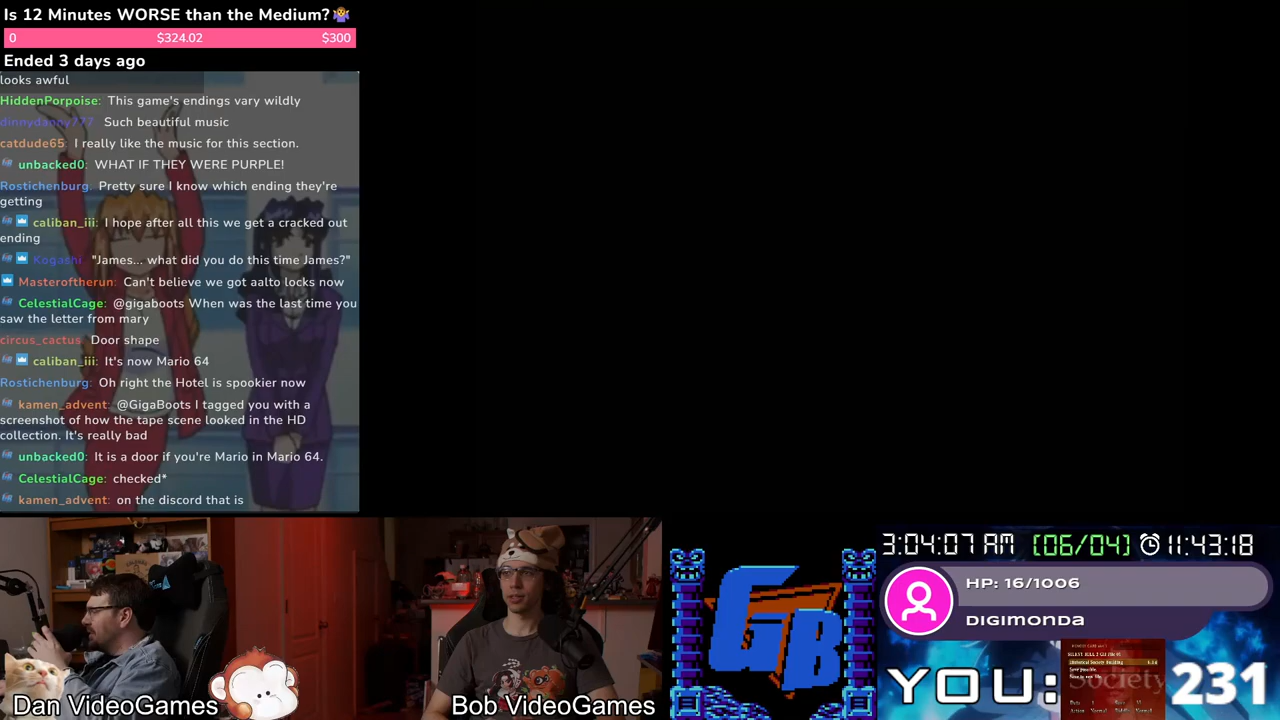 Is 12 Minutes WORSE than the Medium?🤷‍♀️
0 $324.02 $300
Ended 3 days ago
looks awful
HiddenPorpoise: This game's endings vary wildly
dinnydanny777 Such beautiful music
catdude65: I really like the music for this section.
unbacked0: WHAT IF THEY WERE PURPLE!
Rostichenburg: Pretty sure I know which ending they're
getting
caliban_iii: I hope after all this we get a cracked out
ending
Kogashi "James... what did you do this time James?"
Masteroftherun: Can't believe we got aalto locks now
CelestialCage: @gigaboots When was the last time you
saw the letter from mary
circus_cactus Door shape
caliban_iii: It's now Mario 64
Rostichenburg: Oh right the Hotel is spookier now
kamen_advent: @GigaBoots I tagged you with a
screenshot of how the tape scene looked in the HD
collection. It's really bad
unbacked0: It is a door if you're Mario in Mario 64.
CelestialCage: checked*
kamen_advent: on the discord that is
Dan VideoGames
Bob VideoGames
GB
3:04:07 AM [06/04] 11:43:18
HP: 16/1006
DIGIMONDA
YOU: 231
Society